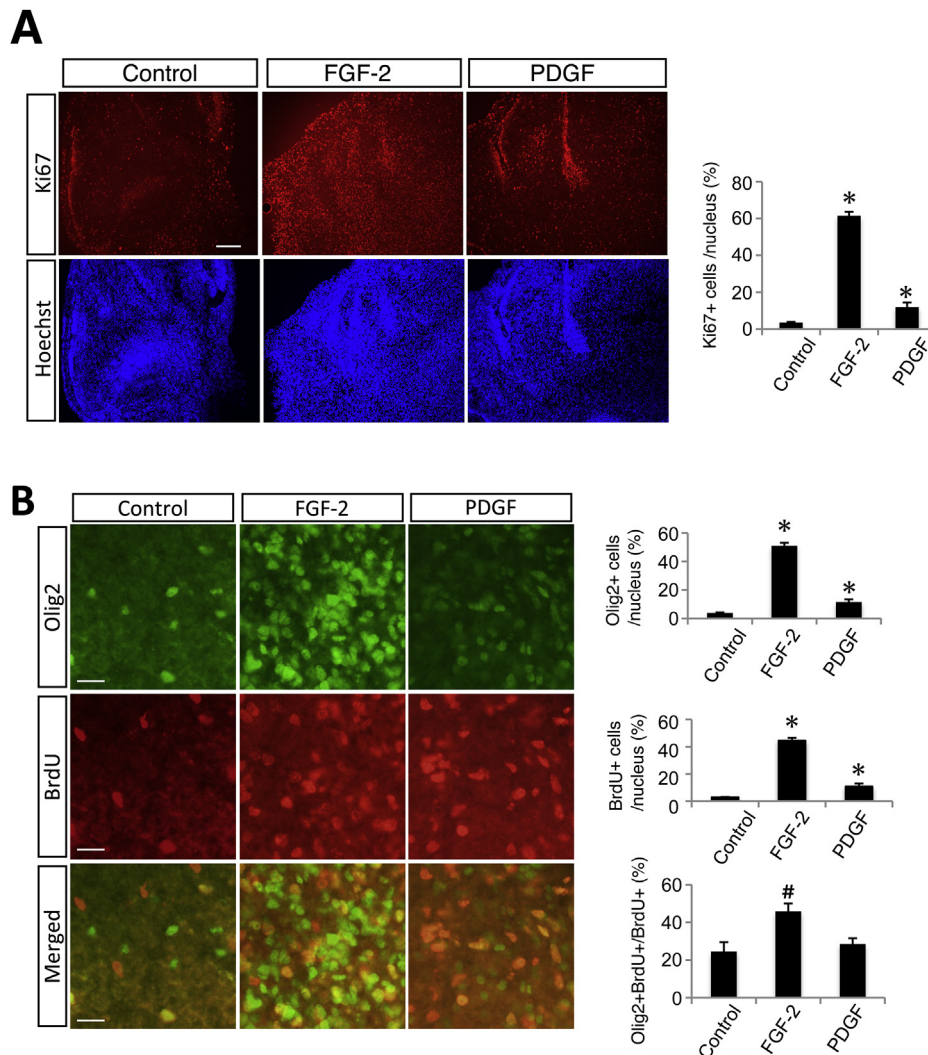 A
Control
FGF-2
PDGF
Ki67
Hoechst
Ki67+ cells /nucleus (%)
80
60
40
20
0
*
*
Control
FGF-2
PDGF
B
Control
FGF-2
PDGF
Olig2
BrdU
Merged
Olig2+ cells
/nucleus (%)
60
40
20
0
*
*
Control
FGF-2
PDGF
BrdU+ cells
/nucleus (%)
60
40
20
0
*
*
Control
FGF-2
PDGF
Olig2+BrdU+/BrdU+ (%)
60
40
20
0
#
Control
FGF-2
PDGF